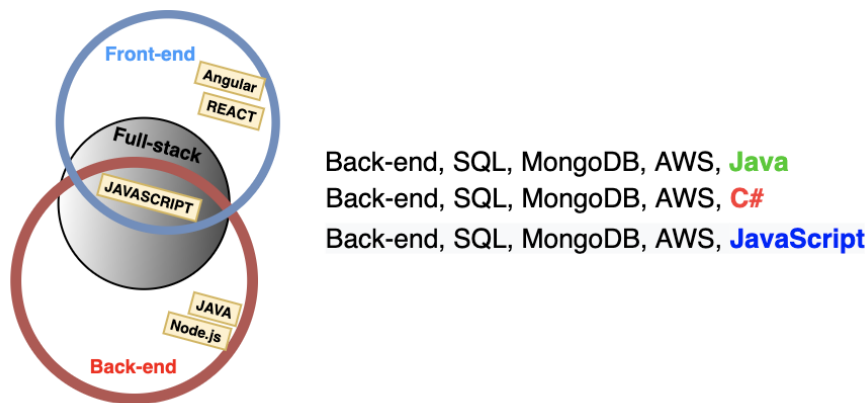 Front-end
Angular
REACT
Full-stack
JAVASCRIPT
JAVA
Node.js
Back-end
Back-end, SQL, MongoDB, AWS, Java
Back-end, SQL, MongoDB, AWS, C#
Back-end, SQL, MongoDB, AWS, JavaScript